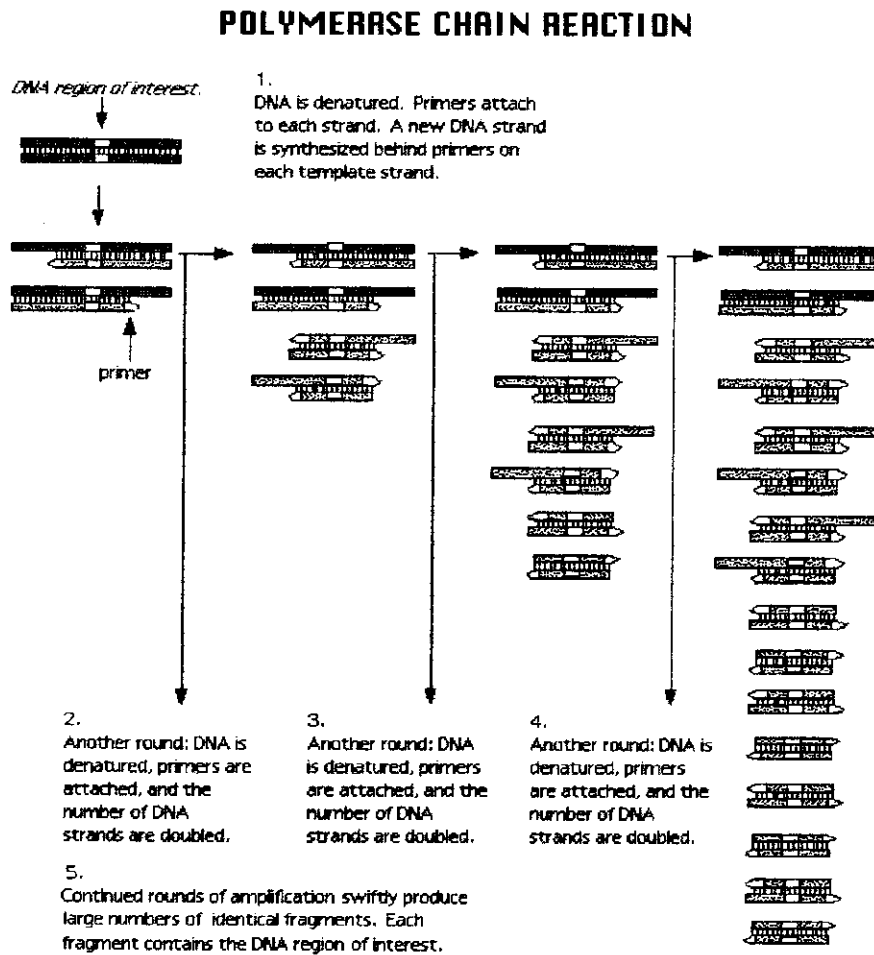 POLYMERASE CHAIN REACTION
DNA region of interest.
1.
DNA is denatured. Primers attach
to each strand. A new DNA strand
is synthesized behind primers on
each template strand.
primer
2.
Another round: DNA is
denatured, primers are
attached, and the
number of DNA
strands are doubled.
3.
Another round: DNA
is denatured, primers
are attached, and the
number of DNA
strands are doubled.
4.
Another round: DNA is
denatured, primers
are attached, and the
number of DNA
strands are doubled.
5.
Continued rounds of amplification swiftly produce
large numbers of identical fragments. Each
fragment contains the DNA region of interest.